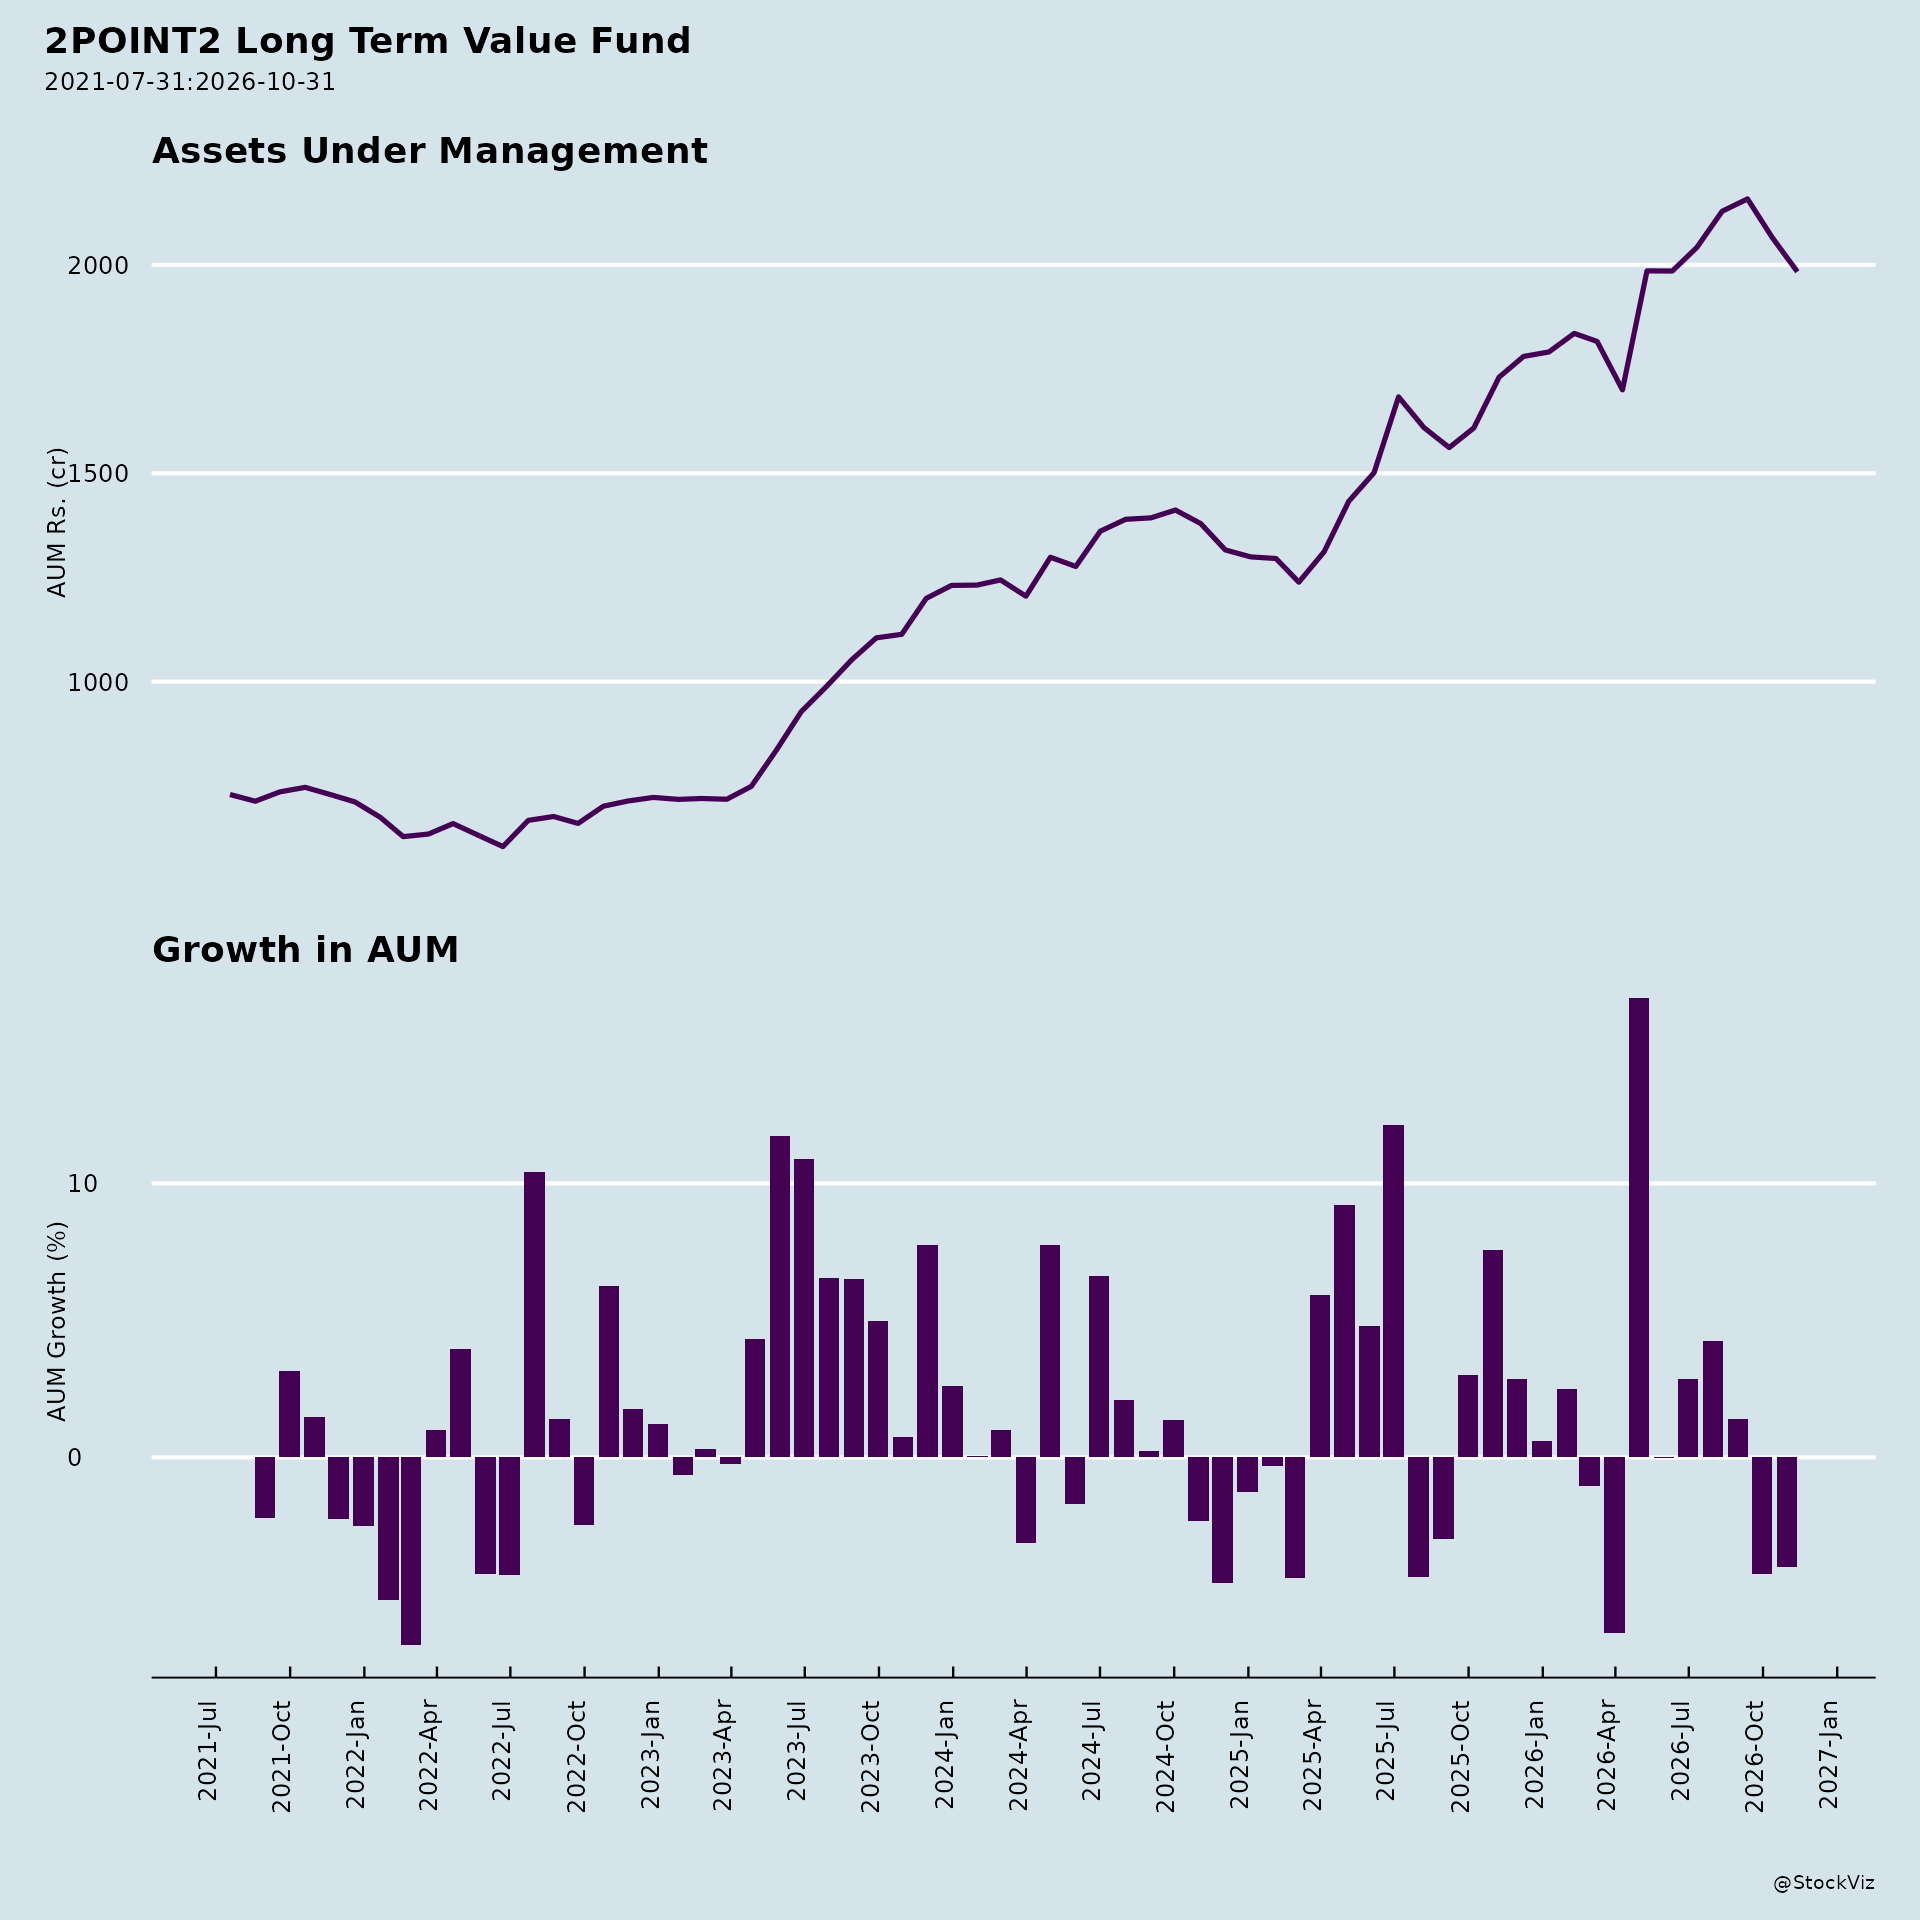 2POINT2 Long Term Value Fund
2021-07-31:2026-10-31
Assets Under Management
AUM Rs. (cr)
2000
1500
1000
Growth in AUM
AUM Growth (%)
10
0
2021-Jul
2021-Oct
2022-Jan
2022-Apr
2022-Jul
2022-Oct
2023-Jan
2023-Apr
2023-Jul
2023-Oct
2024-Jan
2024-Apr
2024-Jul
2024-Oct
2025-Jan
2025-Apr
2025-Jul
2025-Oct
2026-Jan
2026-Apr
2026-Jul
2026-Oct
2027-Jan
@StockViz